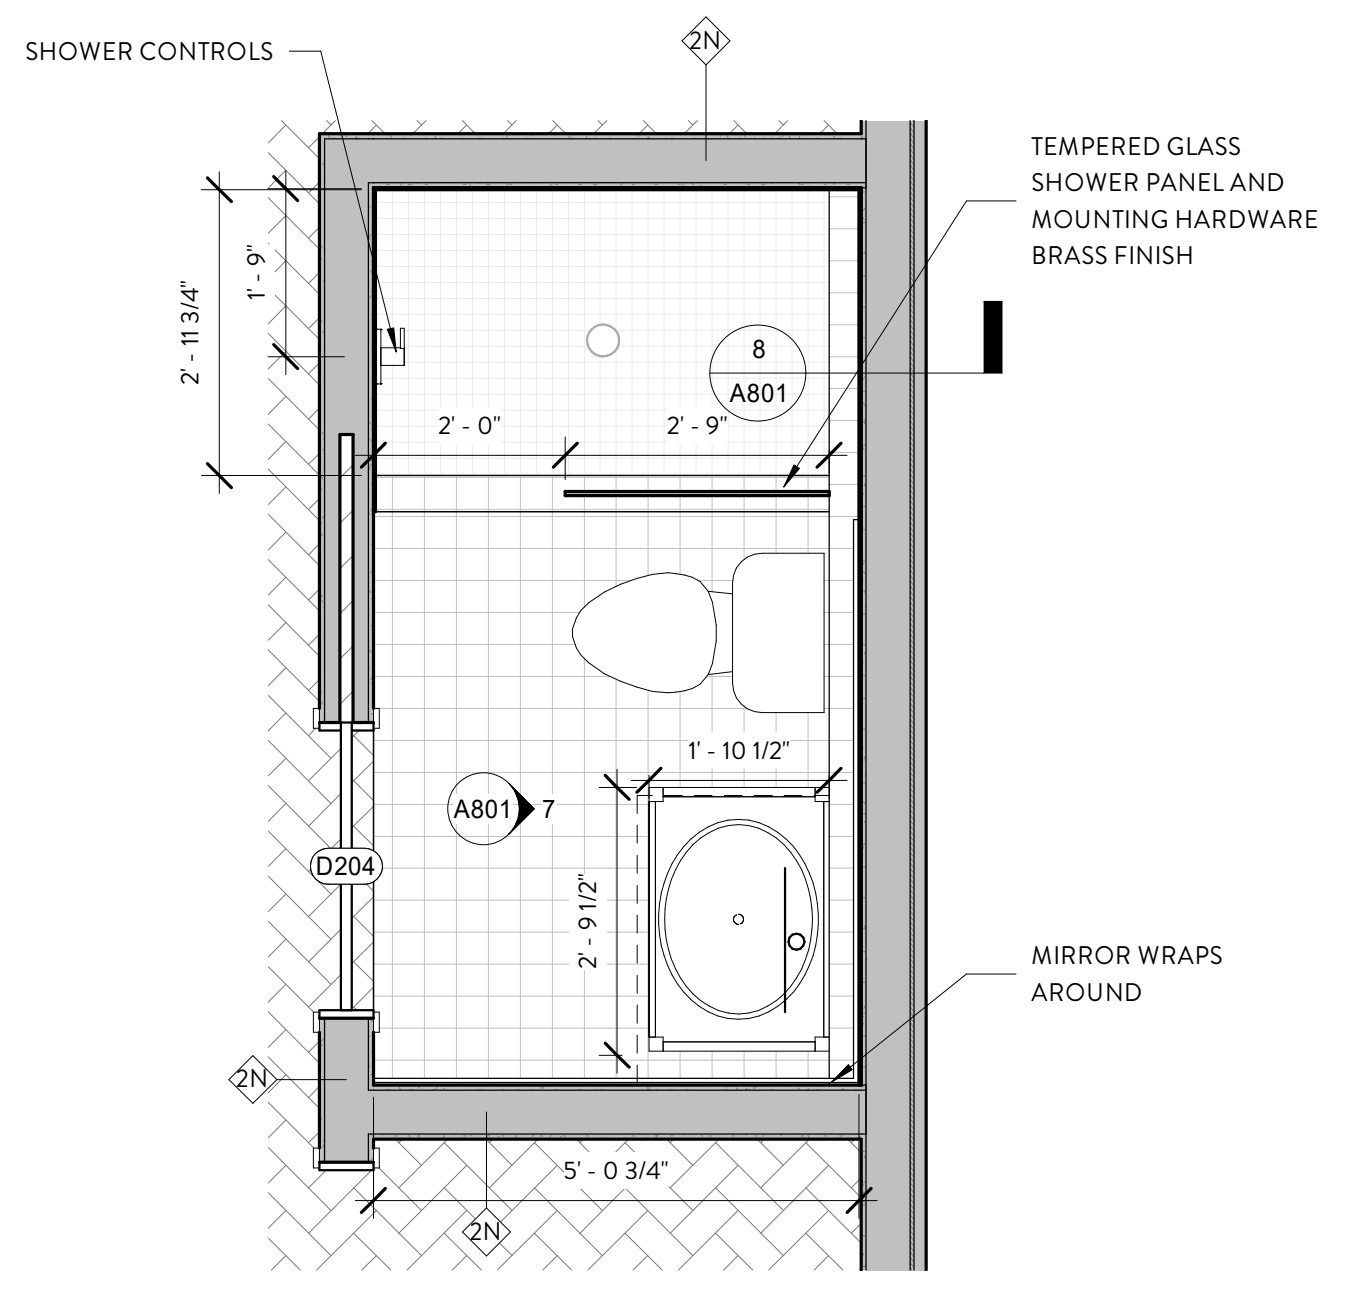 2N
SHOWER CONTROLS
TEMPERED GLASS
SHOWER PANEL AND
MOUNTING HARDWARE
BRASS FINISH
1' - 9"
2' - 11 3/4"
8
A801
2' - 0"
2' - 9"
1' - 10 1/2"
A801 7
D204
2' - 9 1/2"
MIRROR WRAPS
AROUND
2N
5' - 0 3/4"
2N